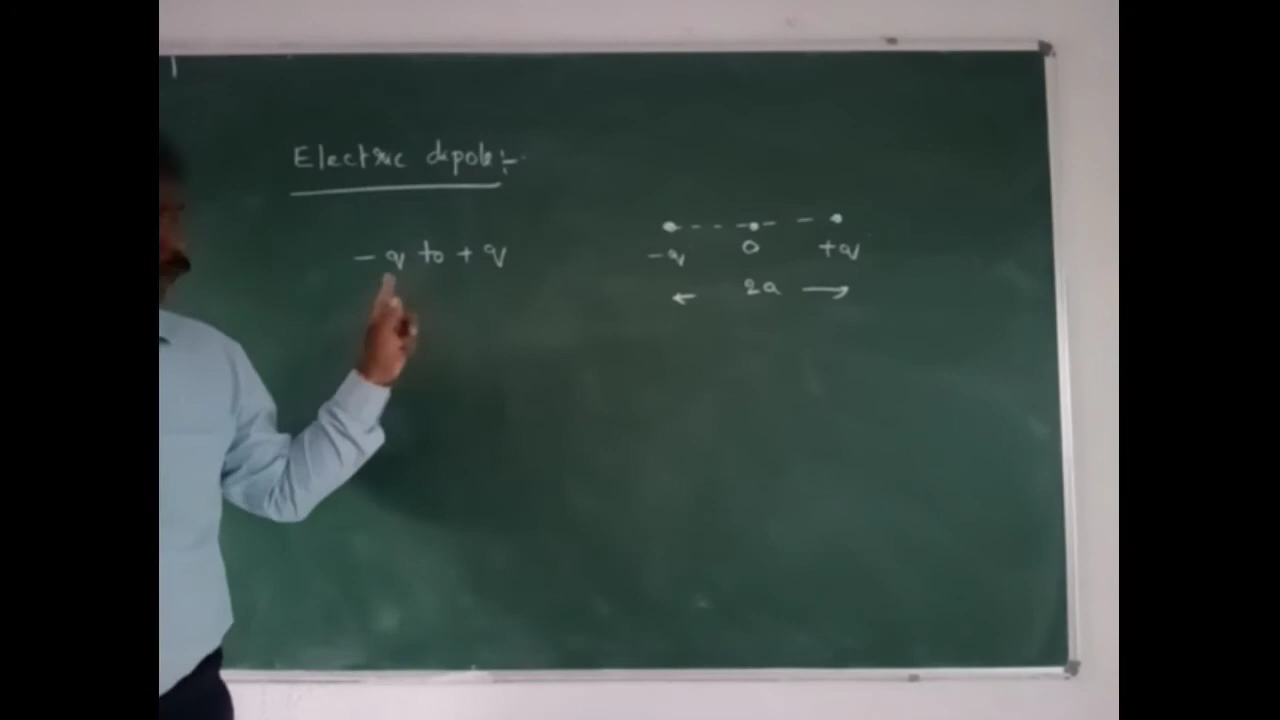 Electric dipole:-
-q to +q
-q O +q
2a